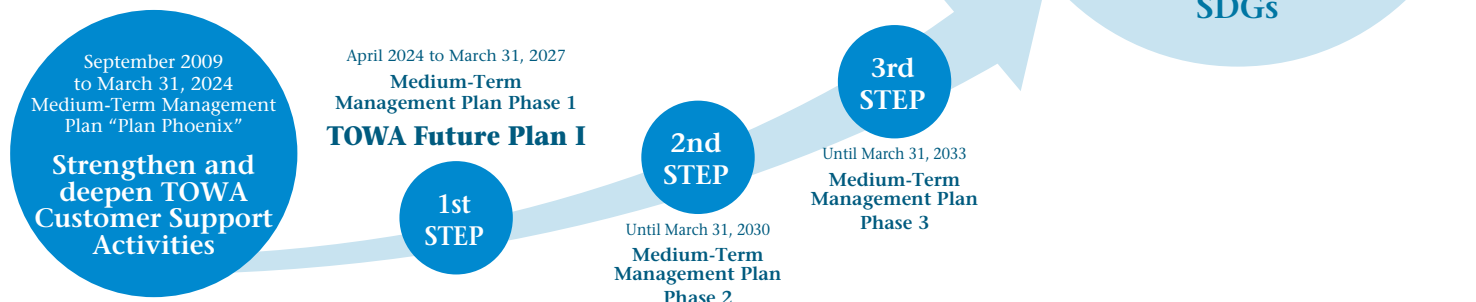 September 2009
to March 31, 2024
Medium-Term Management
Plan “Plan Phoenix”
Strengthen and
deepen TOWA
Customer Support
Activities
April 2024 to March 31, 2027
Medium-Term
Management Plan Phase 1
TOWA Future Plan I
1st
STEP
2nd
STEP
Until March 31, 2030
Medium-Term
Management Plan
Phase 2
3rd
STEP
Until March 31, 2033
Medium-Term
Management Plan
Phase 3
SDGs